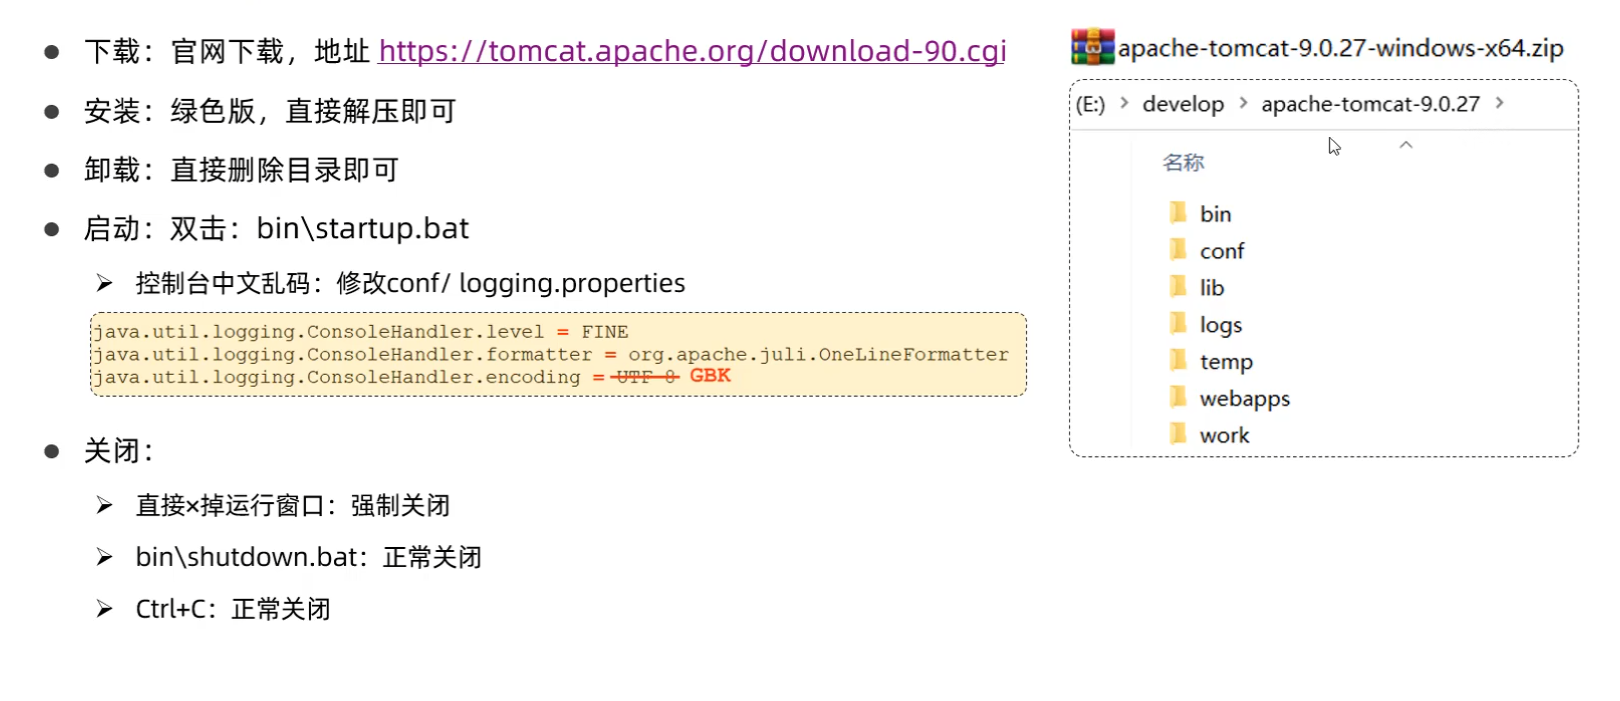 下载：官网下载，地址 https://tomcat.apache.org/download-90.cgi
安装：绿色版，直接解压即可
卸载：直接删除目录即可
启动：双击：bin\startup.bat
控制台中文乱码：修改conf/ logging.properties
java.util.logging.ConsoleHandler.level = FINE
java.util.logging.ConsoleHandler.formatter = org.apache.juli.OneLineFormatter
java.util.logging.ConsoleHandler.encoding = UTF-8 GBK
关闭：
直接×掉运行窗口：强制关闭
bin\shutdown.bat：正常关闭
Ctrl+C：正常关闭
apache-tomcat-9.0.27-windows-x64.zip
(E:) > develop > apache-tomcat-9.0.27 >
名称
bin
conf
lib
logs
temp
webapps
work